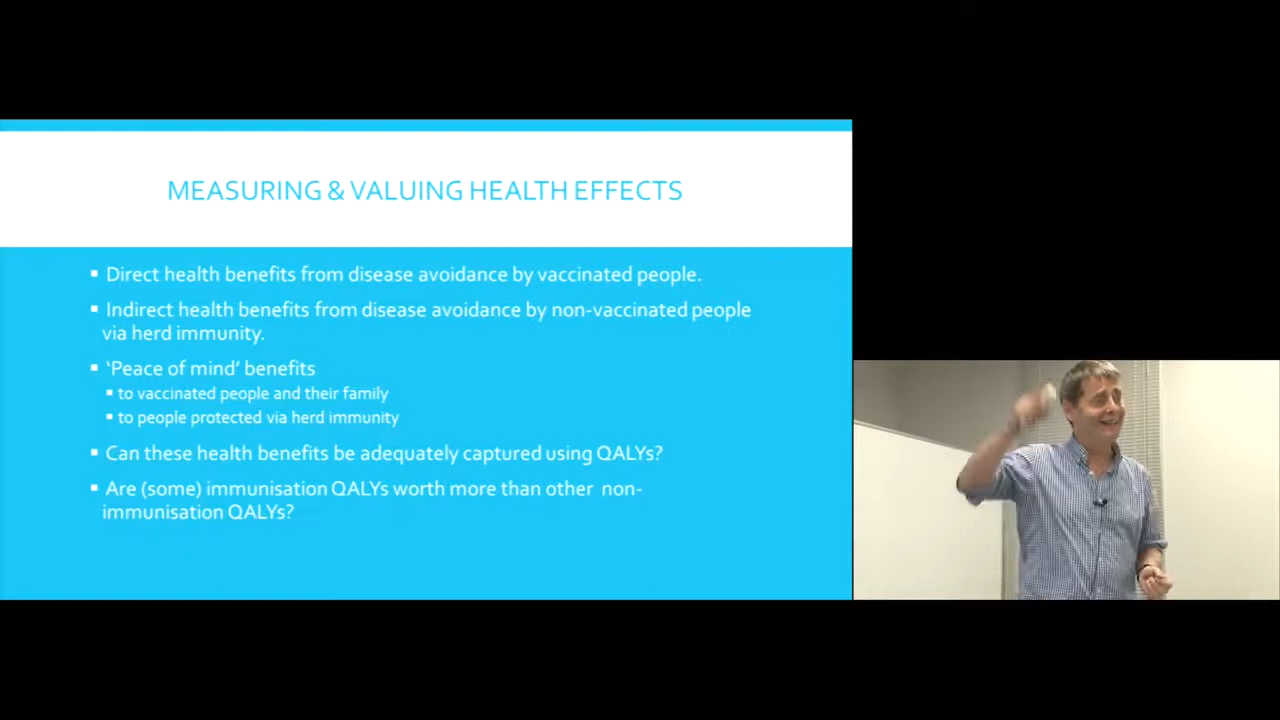 MEASURING & VALUING HEALTH EFFECTS
▪ Direct health benefits from disease avoidance by vaccinated people.
▪ Indirect health benefits from disease avoidance by non-vaccinated people
via herd immunity.
▪ ‘Peace of mind’ benefits
▪ to vaccinated people and their family
▪ to people protected via herd immunity
▪ Can these health benefits be adequately captured using QALYs?
▪ Are (some) immunisation QALYs worth more than other non-
immunisation QALYs?